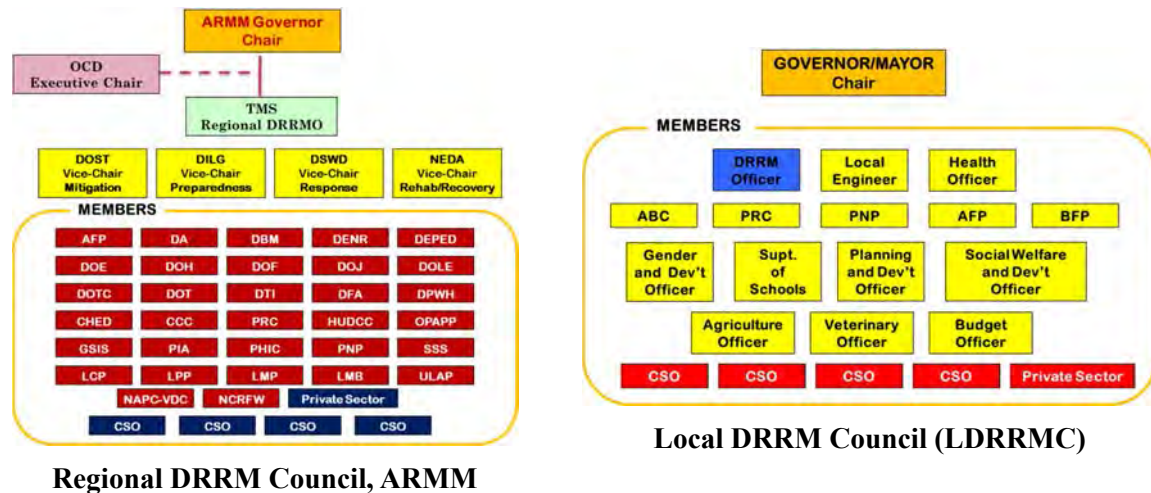 ARMM Governor
Chair
OCD
Executive Chair
TMS
Regional DRRMO
DOST
Vice-Chair
Mitigation
DILG
Vice-Chair
Preparedness
DSWD
Vice-Chair
Response
NEDA
Vice-Chair
Rehab/Recovery
MEMBERS
AFP DA DBM DENR DEPED
DOE DOH DOF DOJ DOLE
DOTC DOT DTI DFA DPWH
CHED CCC PRC HUDCC OPAPP
GSIS PIA PHIC PNP SSS
LCP LPP LMP LMB ULAP
NAPC-VDC NCRFW Private Sector
CSO CSO CSO CSO
Regional DRRM Council, ARMM
GOVERNOR/MAYOR
Chair
MEMBERS
DRRM
Officer
Local
Engineer
Health
Officer
ABC PRC PNP AFP BFP
Gender
and Dev't
Officer
Supt.
of
Schools
Planning
and Dev't
Officer
Social Welfare
and Dev't
Officer
Agriculture
Officer
Veterinary
Officer
Budget
Officer
CSO CSO CSO CSO Private Sector
Local DRRM Council (LDRRMC)